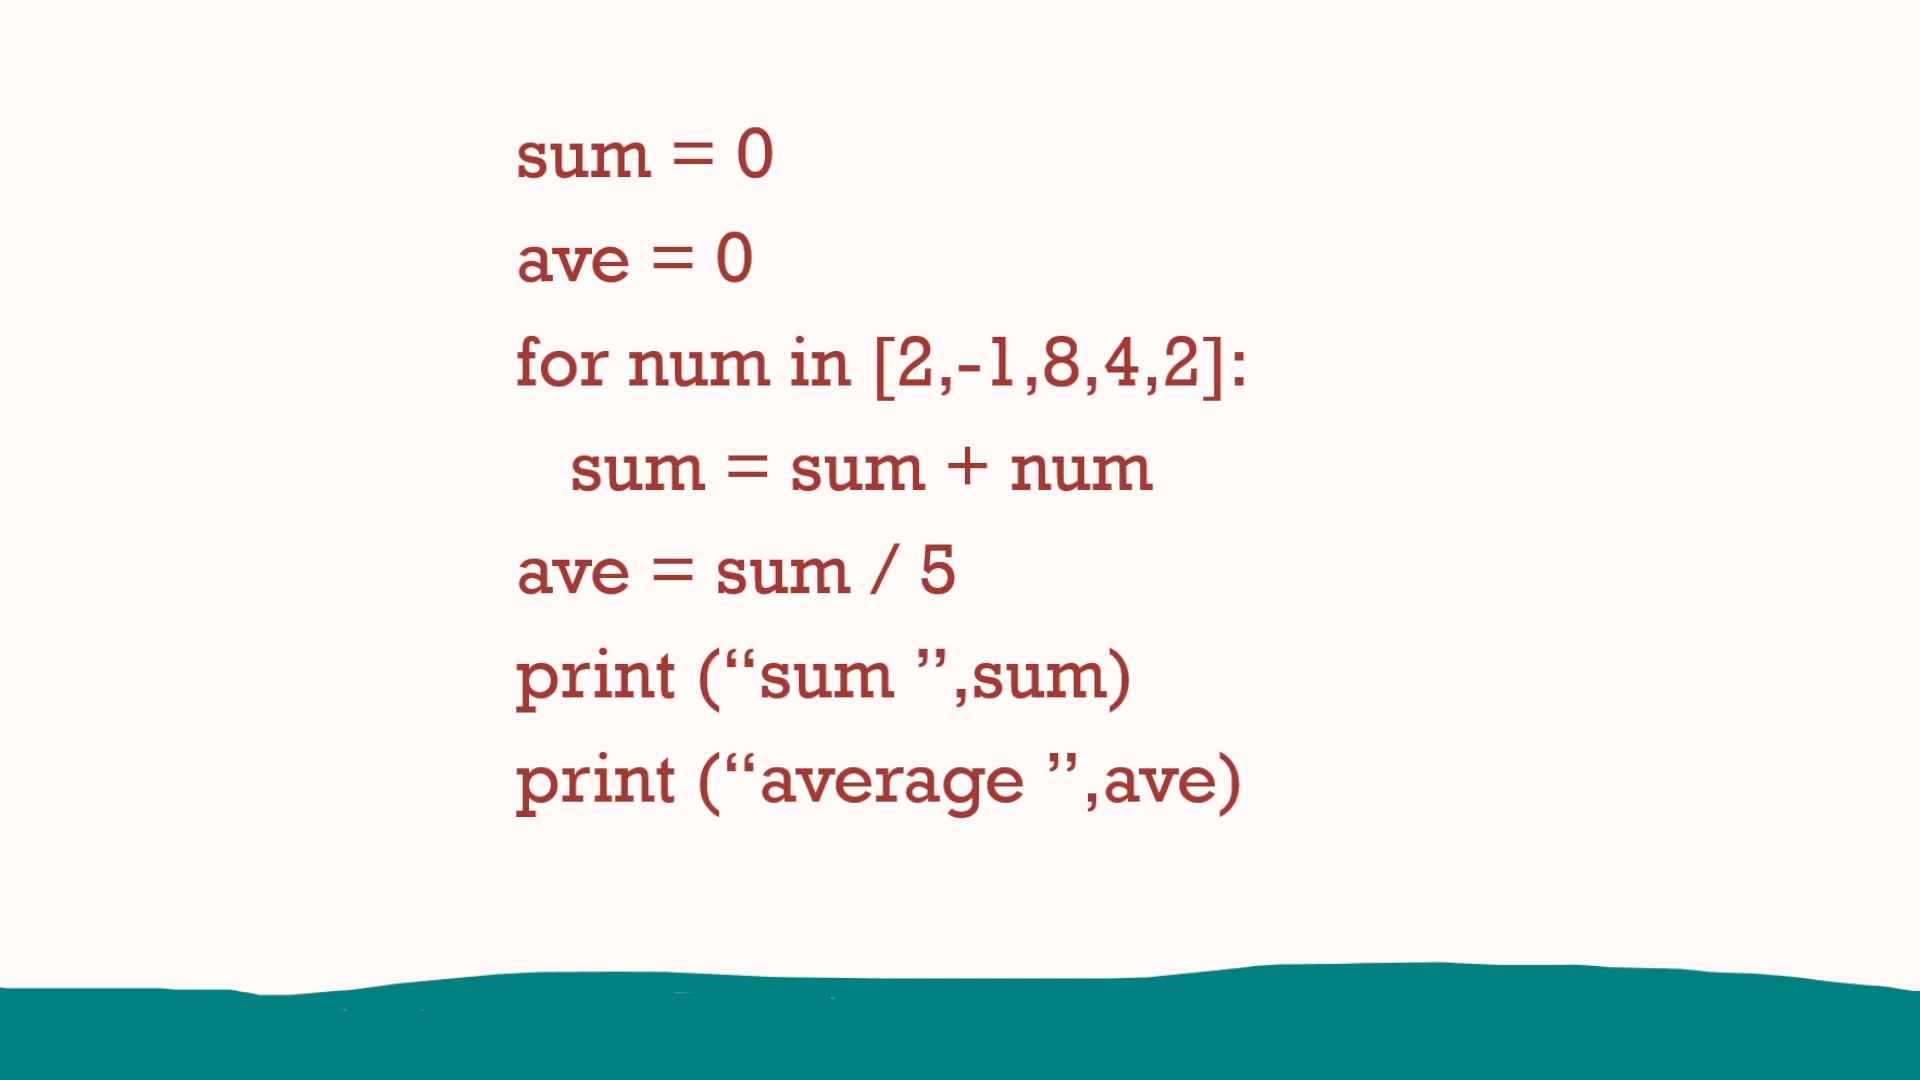 sum = 0
ave = 0
for num in [2,-1,8,4,2]:
   sum = sum + num
ave = sum / 5
print (“sum ”,sum)
print (“average ”,ave)